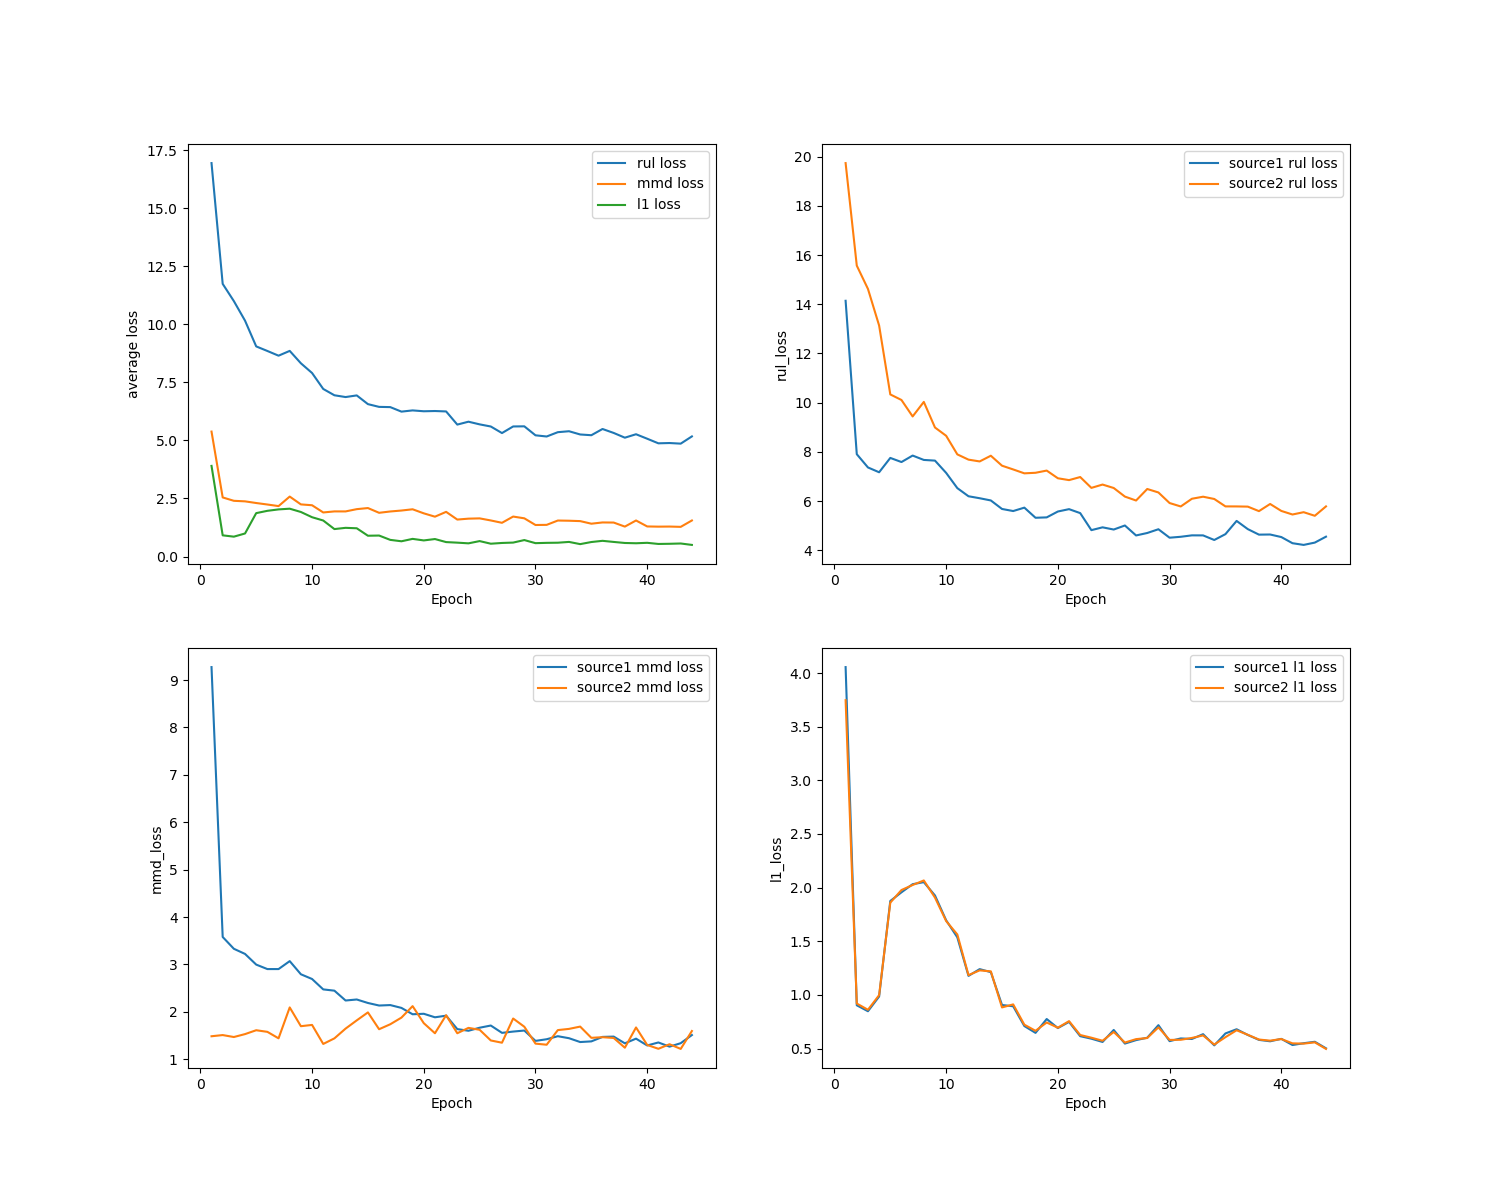 17.5
15.0
12.5
10.0
7.5
5.0
2.5
0.0
average loss
rul loss
mmd loss
l1 loss
0 10 20 30 40
Epoch
20
18
16
14
12
10
8
6
4
rul_loss
source1 rul loss
source2 rul loss
0 10 20 30 40
Epoch
9
8
7
6
5
4
3
2
1
mmd_loss
source1 mmd loss
source2 mmd loss
0 10 20 30 40
Epoch
4.0
3.5
3.0
2.5
2.0
1.5
1.0
0.5
l1_loss
source1 l1 loss
source2 l1 loss
0 10 20 30 40
Epoch